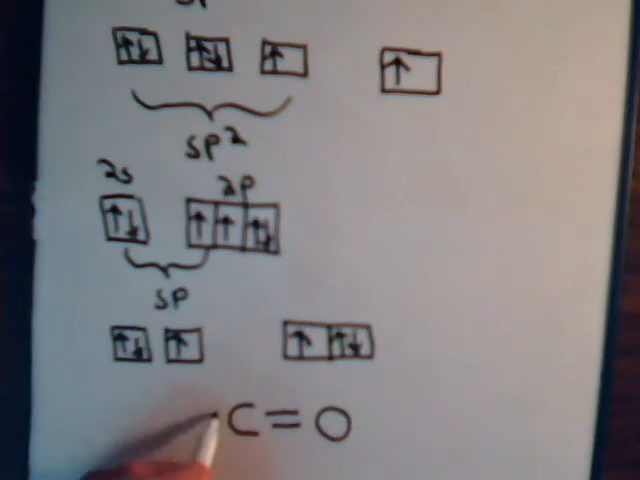 ↑↓ ↑↓ ↑ ↑
sp²
2s 2p
↑↓ ↑ ↑ ↑↓
sp
↑↓ ↑ ↑ ↑↓
C=O